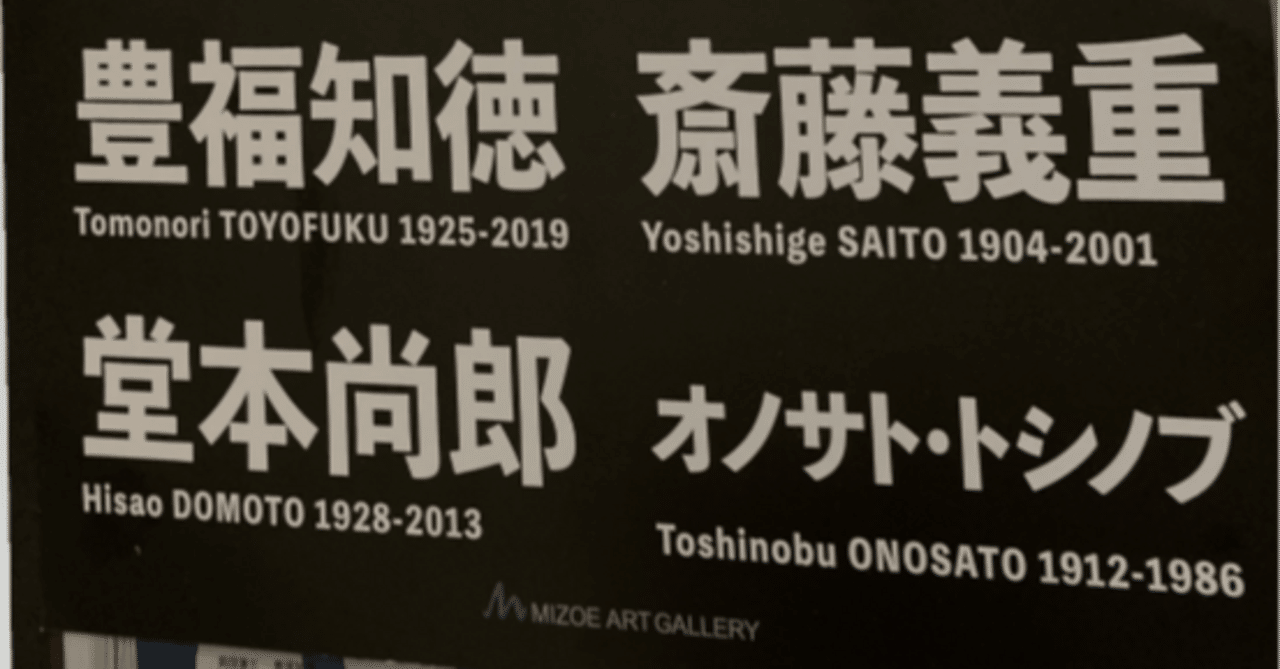 豊福知徳
Tomonori TOYOFUKU 1925-2019
斎藤義重
Yoshishige SAITO 1904-2001
堂本尚郎
Hisao DOMOTO 1928-2013
オノサト・トシノブ
Toshinobu ONOSATO 1912-1986
MIZOE ART GALLERY